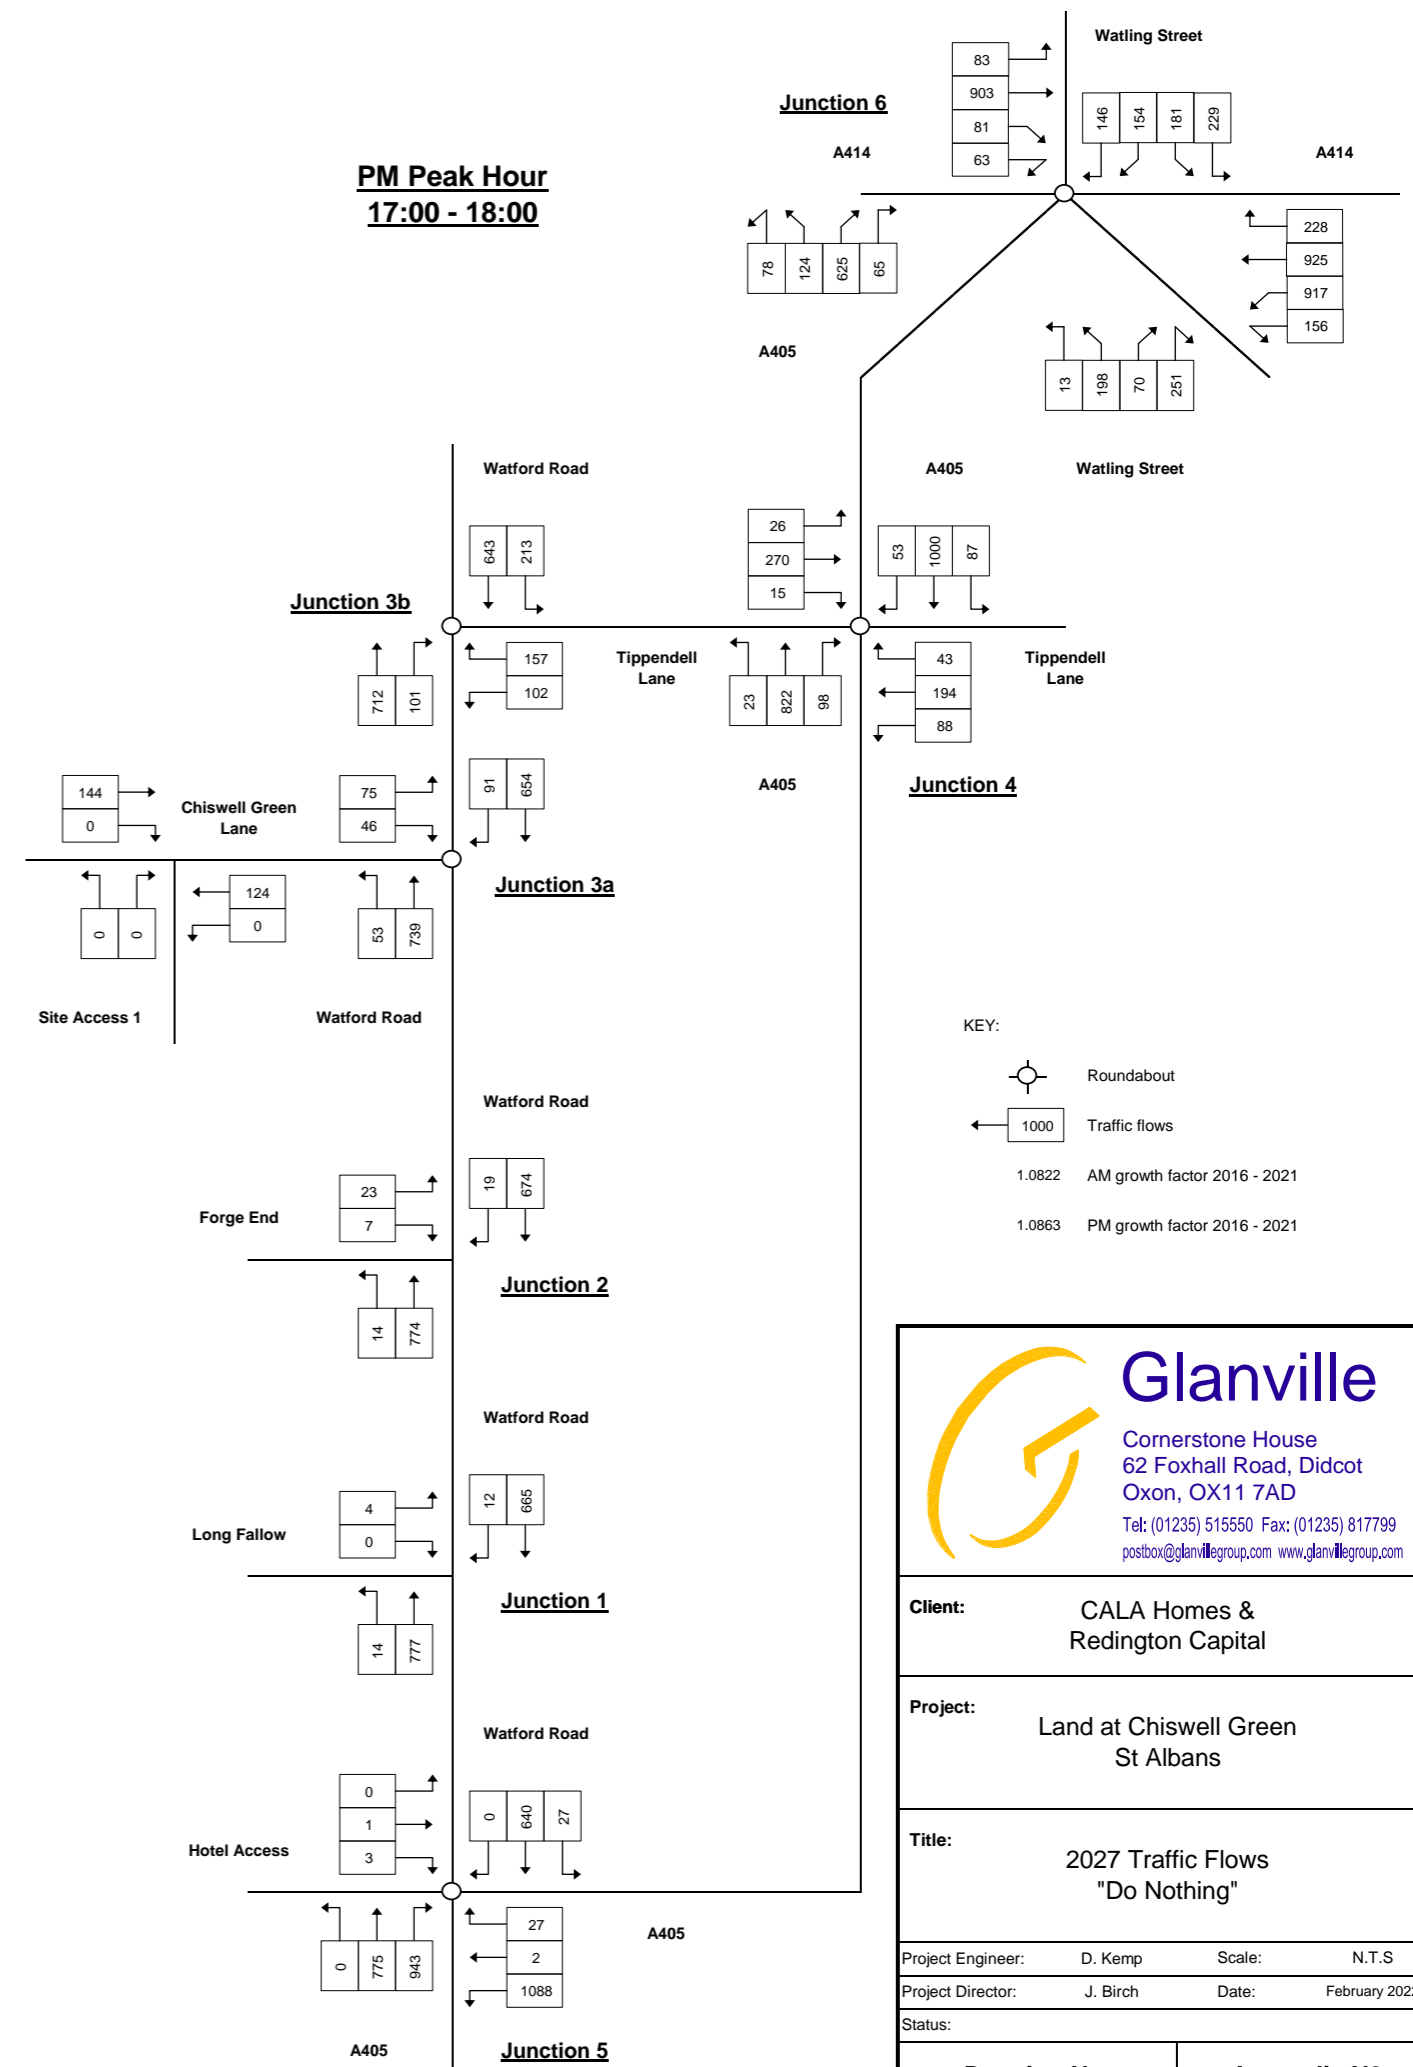 Watling Street
83
903
81
63
Junction 6
146 154 181 229
A414
A414
PM Peak Hour
17:00 - 18:00
228
925
917
156
78 124 625 65
A405
13 198 70 251
Watford Road
A405
Watling Street
26
270
15
643 213
53 1000 87
Junction 3b
157
102
Tippendell
Lane
43
194
88
Tippendell
Lane
712 101
23 822 98
A405
Junction 4
144
0
Chiswell Green
Lane
75
46
91 654
Junction 3a
124
0
0 0
53 739
Site Access 1
Watford Road
KEY:
Roundabout
1000 Traffic flows
1.0822 AM growth factor 2016 - 2021
1.0863 PM growth factor 2016 - 2021
Watford Road
23
7
19 674
Forge End
Junction 2
14 774
Watford Road
4
0
12 665
Long Fallow
Junction 1
14 777
Watford Road
0
1
3
0 640 27
Hotel Access
27
2
1088
A405
0 775 943
A405
Junction 5
Glanville
Cornerstone House
62 Foxhall Road, Didcot
Oxon, OX11 7AD
Tel: (01235) 515550 Fax: (01235) 817799
postbox@glanvillegroup.com www.glanvillegroup.com
Client:
CALA Homes &
Redington Capital
Project:
Land at Chiswell Green
St Albans
Title:
2027 Traffic Flows
"Do Nothing"
Project Engineer: D. Kemp Scale: N.T.S
Project Director: J. Birch Date: February 2022
Status: